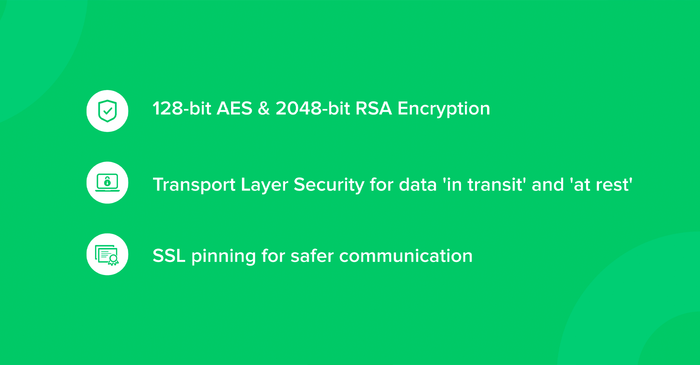 128-bit AES & 2048-bit RSA Encryption
Transport Layer Security for data 'in transit' and 'at rest'
SSL pinning for safer communication